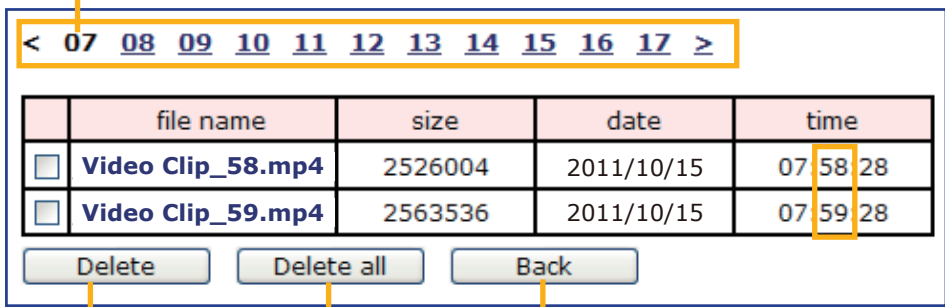 < 07 08 09 10 11 12 13 14 15 16 17 >
file name size date time
Video Clip_58.mp4 2526004 2011/10/15 07:58:28
Video Clip_59.mp4 2563536 2011/10/15 07:59:28
Delete Delete all Back